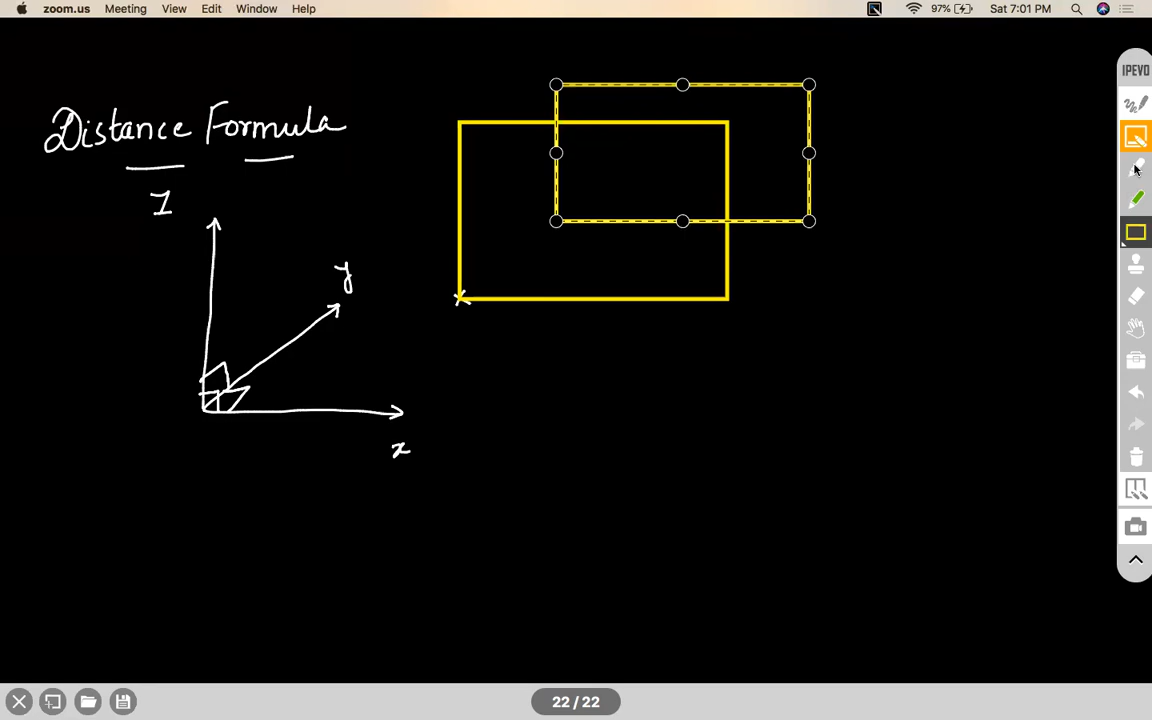 zoom.us Meeting View Edit Window Help 97% Sat 7:01 PM
IPEVO
Distance Formula
Z
y
x
22 / 22